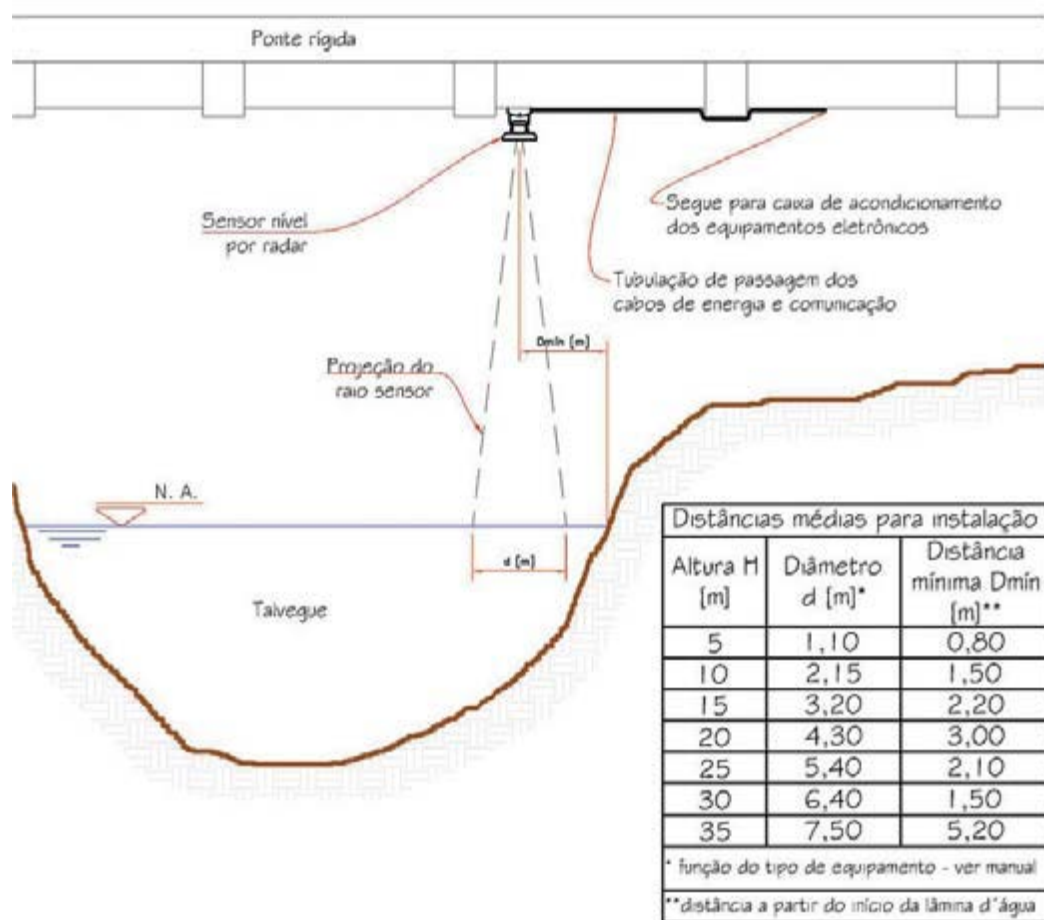 Ponte rígida
Sensor nível
por radar
Segue para caixa de acondicionamento
dos equipamentos eletrônicos
Tubulação de passagem dos
cabos de energia e comunicação
Dmín (m)
Projeção do
raio sensor
N. A.
d (m)
Talvegue
Distâncias médias para instalação
Altura H
(m)
Diâmetro
d (m)*
Distância
mínima Dmín
(m)**
5 1,10 0,80
10 2,15 1,50
15 3,20 2,20
20 4,30 3,00
25 5,40 2,10
30 6,40 1,50
35 7,50 5,20
* função do tipo de equipamento - ver manual
**distância a partir do início da lâmina d'água